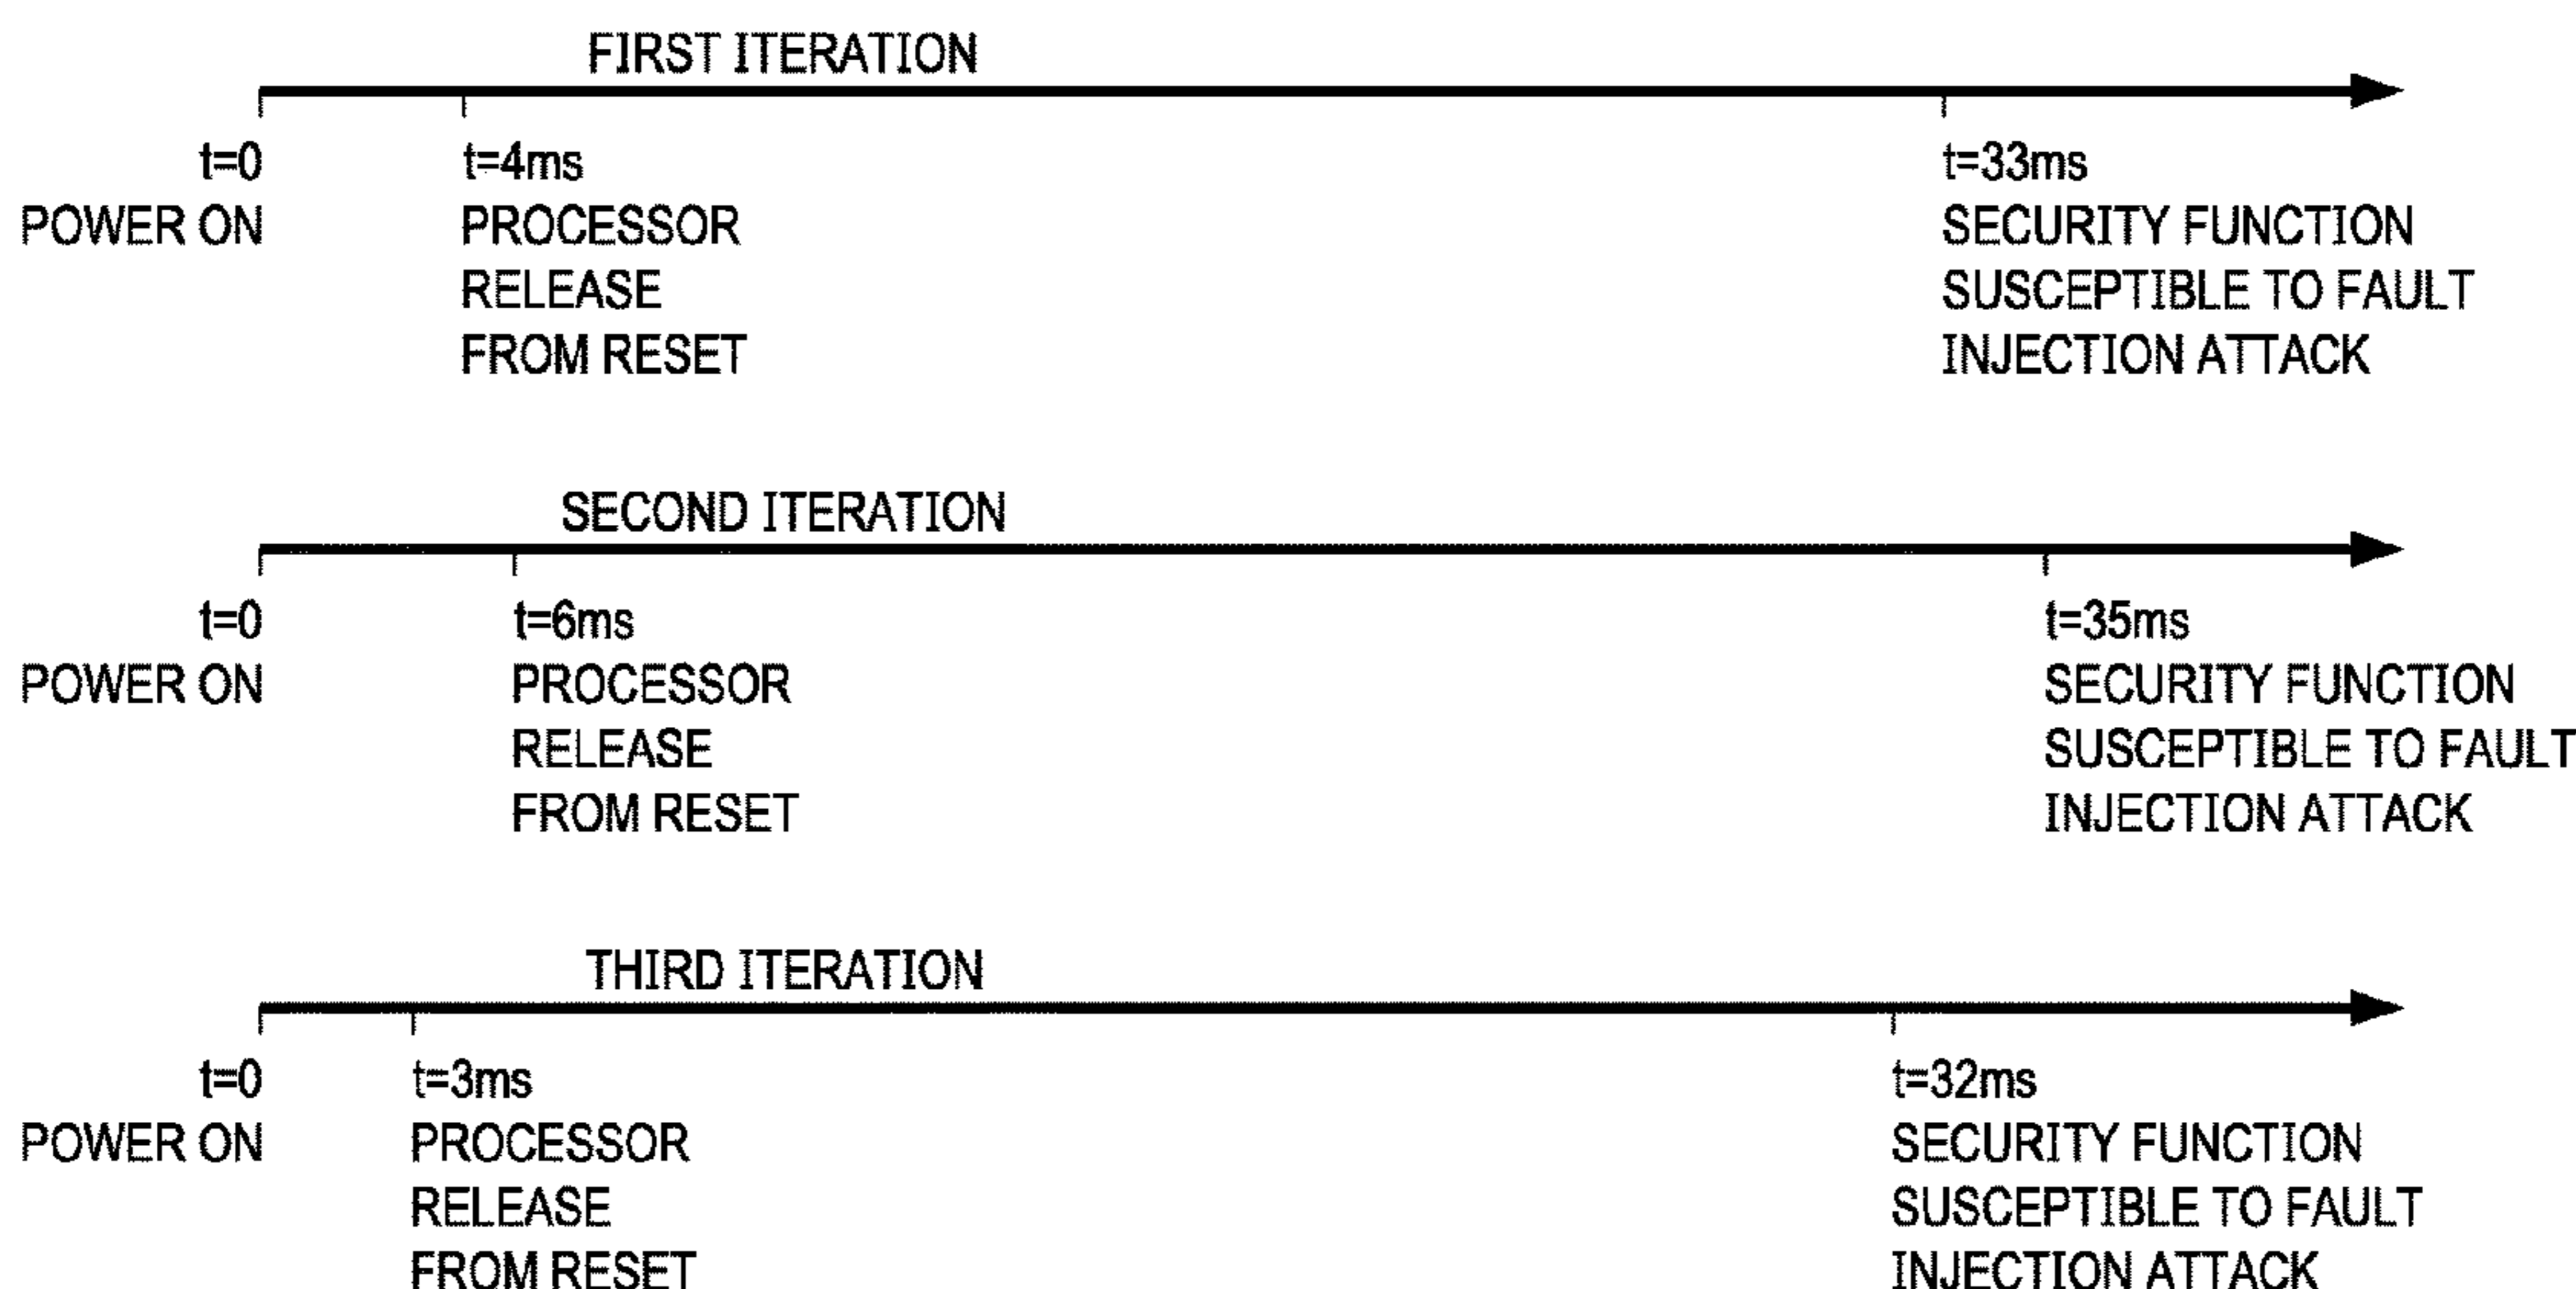 FIRST ITERATION
t=0
POWER ON
t=4ms
PROCESSOR
RELEASE
FROM RESET
t=33ms
SECURITY FUNCTION
SUSCEPTIBLE TO FAULT
INJECTION ATTACK
SECOND ITERATION
t=0
POWER ON
t=6ms
PROCESSOR
RELEASE
FROM RESET
t=35ms
SECURITY FUNCTION
SUSCEPTIBLE TO FAULT
INJECTION ATTACK
THIRD ITERATION
t=0
POWER ON
t=3ms
PROCESSOR
RELEASE
FROM RESET
t=32ms
SECURITY FUNCTION
SUSCEPTIBLE TO FAULT
INJECTION ATTACK